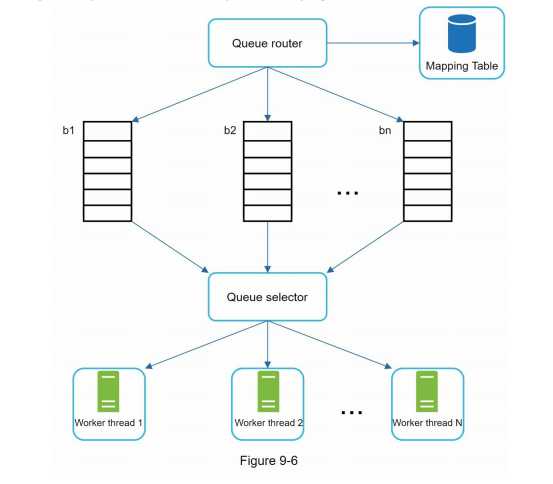 Queue router
Mapping Table
b1
b2
bn
...
Queue selector
Worker thread 1
Worker thread 2
...
Worker thread N
Figure 9-6